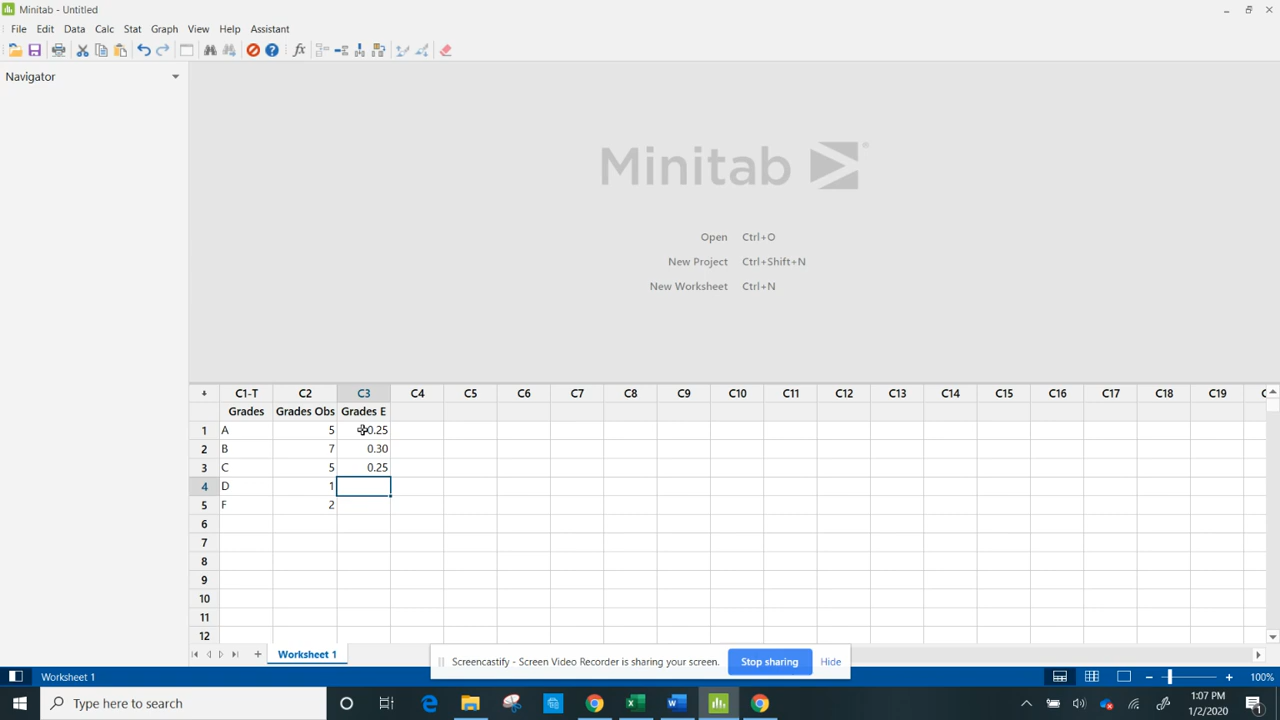 Minitab - Untitled
File Edit Data Calc Stat Graph View Help Assistant
Navigator
Minitab
Open Ctrl+O
New Project Ctrl+Shift+N
New Worksheet Ctrl+N
C1-T C2 C3 C4 C5 C6 C7 C8 C9 C10 C11 C12 C13 C14 C15 C16 C17 C18 C19
Grades Grades Obs Grades E
1 A 5 0.25
2 B 7 0.30
3 C 5 0.25
4 D 1
5 F 2
6
7
8
9
10
11
12
Worksheet 1
Screencastify - Screen Video Recorder is sharing your screen. Stop sharing Hide
Worksheet 1 100%
Type here to search
1:07 PM
1/2/2020